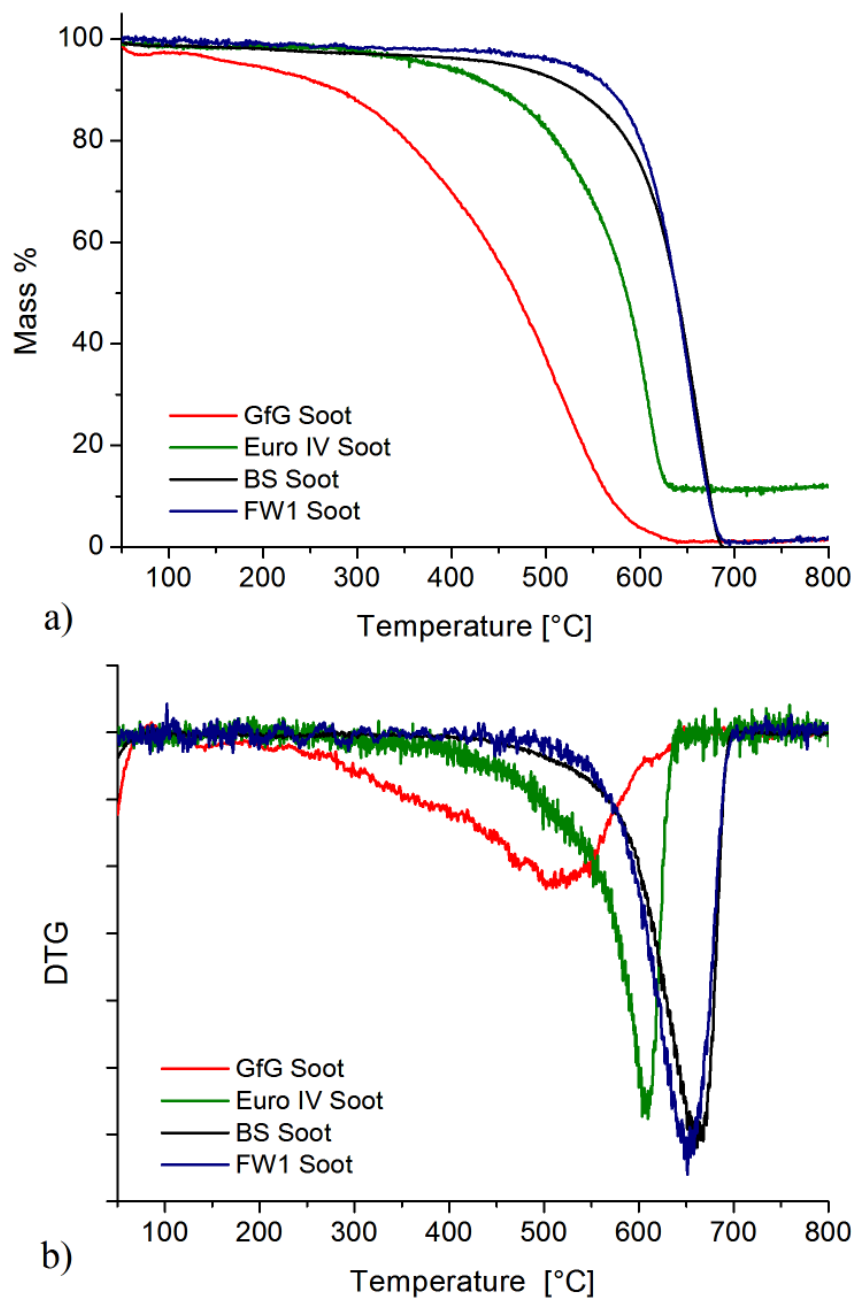 100
80
60
40
20
0
Mass %
GfG Soot
Euro IV Soot
BS Soot
FW1 Soot
100 200 300 400 500 600 700 800
a)
Temperature [°C]
DTG
GfG Soot
Euro IV Soot
BS Soot
FW1 Soot
100 200 300 400 500 600 700 800
b)
Temperature [°C]